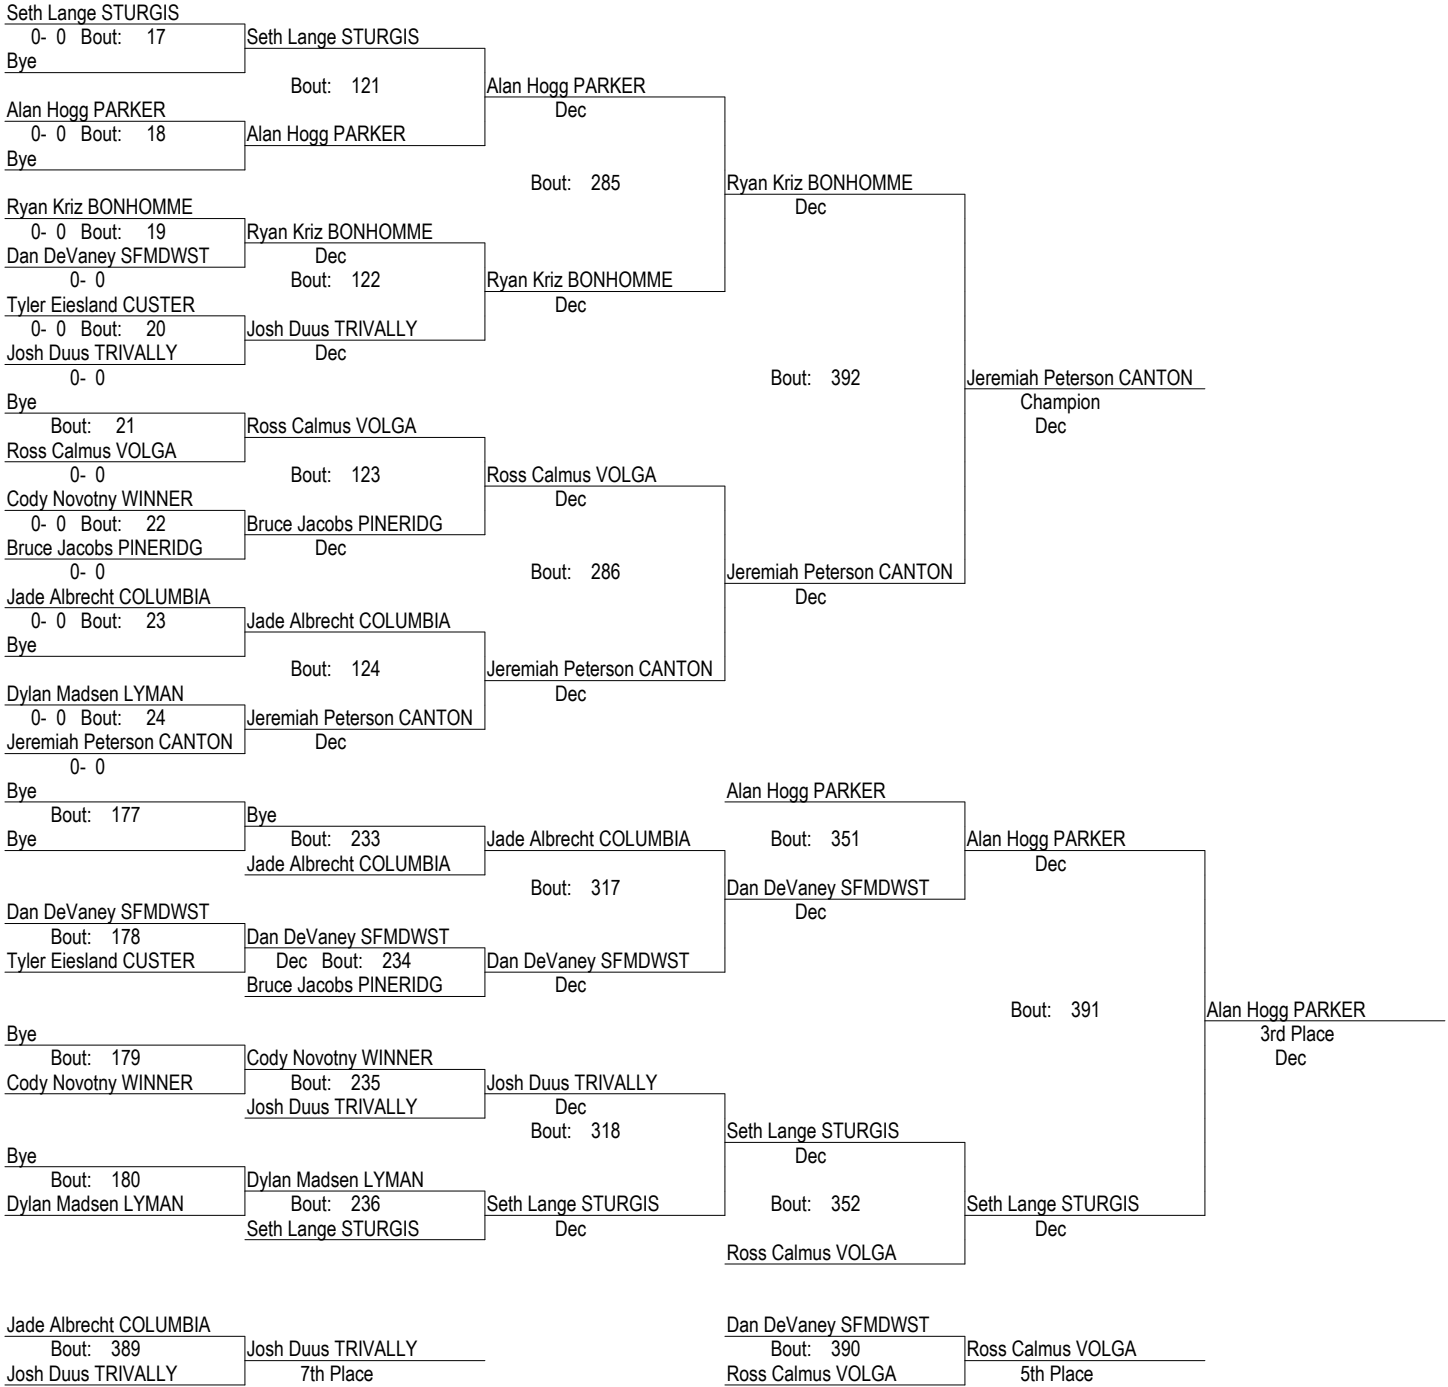 Seth Lange STURGIS
0- 0 Bout: 17
Seth Lange STURGIS
Bye
Bout: 121
Alan Hogg PARKER
Alan Hogg PARKER
Dec
0- 0 Bout: 18
Alan Hogg PARKER
Bye
Bout: 285
Ryan Kriz BONHOMME
Ryan Kriz BONHOMME
Dec
0- 0 Bout: 19
Ryan Kriz BONHOMME
Dan DeVaney SFMDWST
Dec
0- 0
Bout: 122
Ryan Kriz BONHOMME
Tyler Eiesland CUSTER
Dec
0- 0 Bout: 20
Josh Duus TRIVALLY
Josh Duus TRIVALLY
Dec
0- 0
Bout: 392
Jeremiah Peterson CANTON
Bye
Champion
Bout: 21
Ross Calmus VOLGA
Dec
Ross Calmus VOLGA
0- 0
Bout: 123
Ross Calmus VOLGA
Cody Novotny WINNER
Dec
0- 0 Bout: 22
Bruce Jacobs PINERIDG
Bruce Jacobs PINERIDG
Dec
0- 0
Bout: 286
Jeremiah Peterson CANTON
Jade Albrecht COLUMBIA
Dec
0- 0 Bout: 23
Jade Albrecht COLUMBIA
Bye
Bout: 124
Jeremiah Peterson CANTON
Dylan Madsen LYMAN
Dec
0- 0 Bout: 24
Jeremiah Peterson CANTON
Jeremiah Peterson CANTON
Dec
0- 0
Bye
Alan Hogg PARKER
Bout: 177
Bye
Bye
Bout: 233
Jade Albrecht COLUMBIA
Bout: 351
Alan Hogg PARKER
Jade Albrecht COLUMBIA
Dec
Bout: 317
Dan DeVaney SFMDWST
Dan DeVaney SFMDWST
Dec
Bout: 178
Dan DeVaney SFMDWST
Tyler Eiesland CUSTER
Dec Bout: 234
Dan DeVaney SFMDWST
Bruce Jacobs PINERIDG
Dec
Bout: 391
Alan Hogg PARKER
Bye
3rd Place
Bout: 179
Cody Novotny WINNER
Dec
Cody Novotny WINNER
Bout: 235
Josh Duus TRIVALLY
Josh Duus TRIVALLY
Dec
Bout: 318
Seth Lange STURGIS
Bye
Dec
Bout: 180
Dylan Madsen LYMAN
Dylan Madsen LYMAN
Bout: 236
Seth Lange STURGIS
Bout: 352
Seth Lange STURGIS
Seth Lange STURGIS
Dec
Dec
Ross Calmus VOLGA
Jade Albrecht COLUMBIA
Dan DeVaney SFMDWST
Bout: 389
Josh Duus TRIVALLY
Bout: 390
Ross Calmus VOLGA
Josh Duus TRIVALLY
7th Place
Ross Calmus VOLGA
5th Place